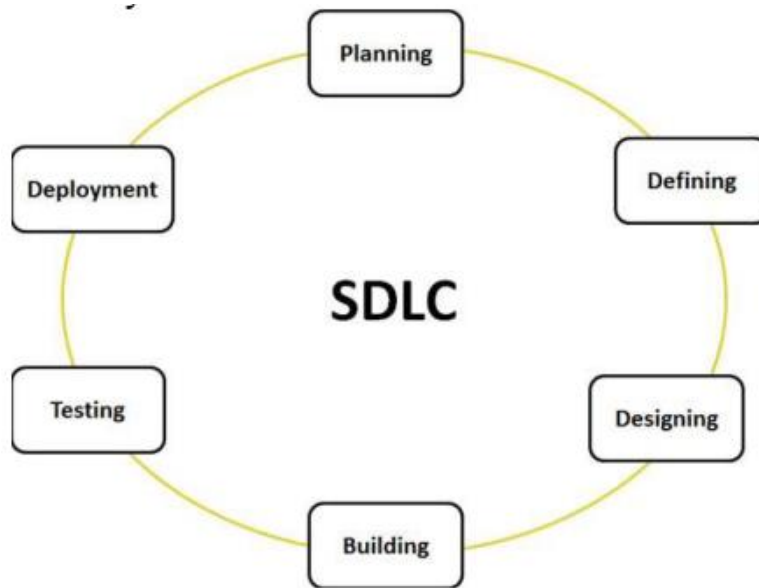 Planning
Defining
Deployment
SDLC
Testing
Designing
Building